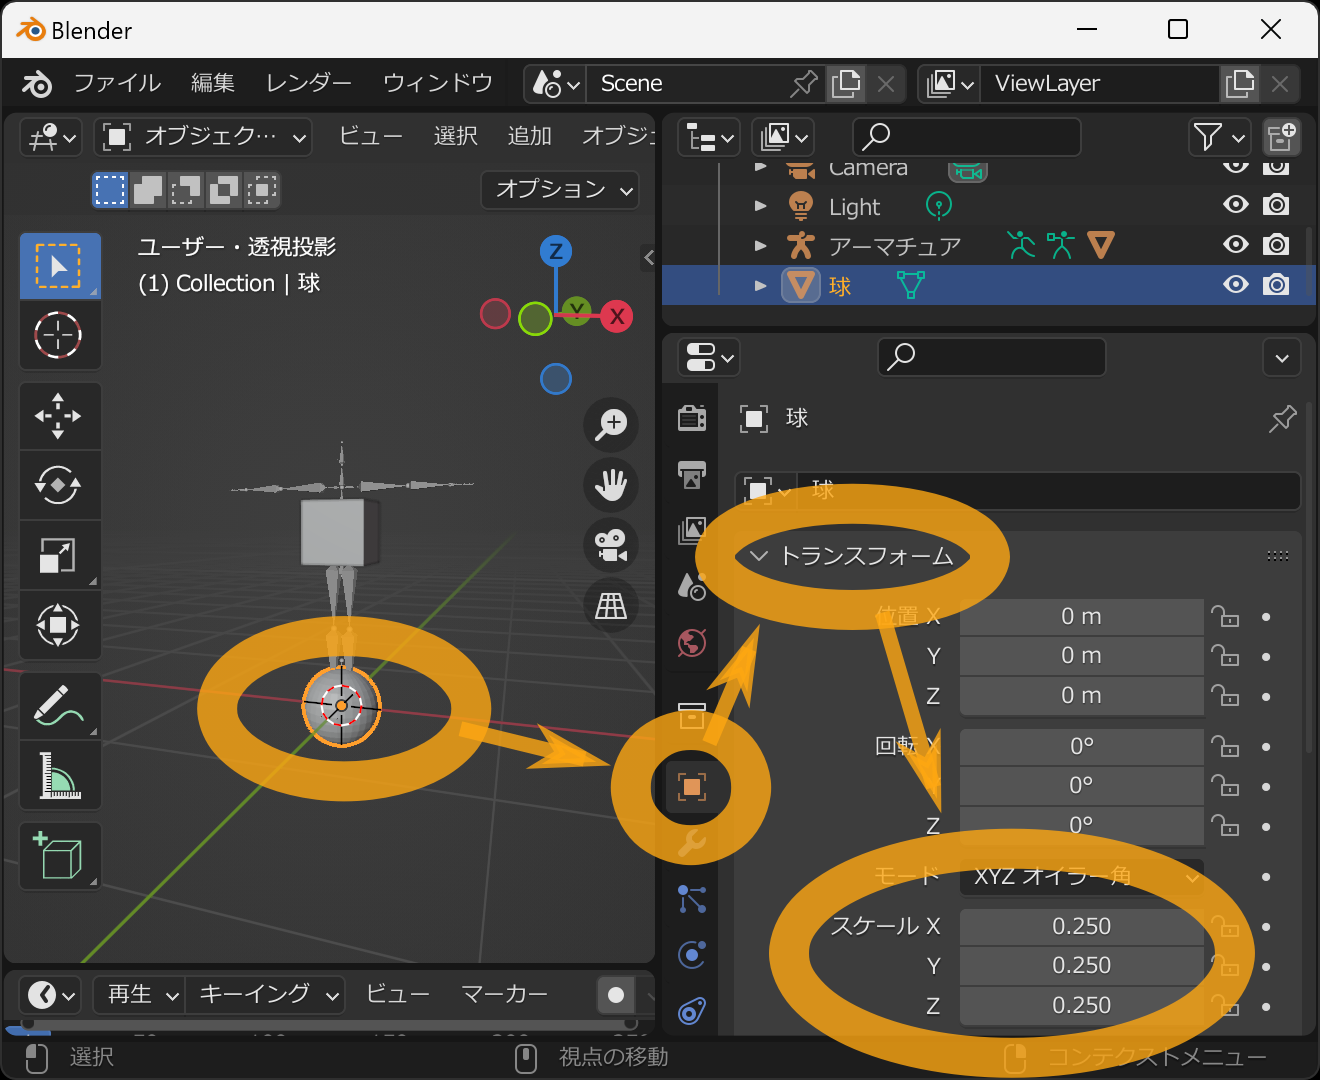 Blender
ファイル 編集 レンダー ウィンドウ Scene ViewLayer
オブジェク… ビュー 選択 追加 オブジェ
オプション
ユーザー・透視投影
(1) Collection | 球
Z
Y
X
Camera
Light
アーマチュア
球
球
球
トランスフォーム
位置 X 0 m
Y 0 m
Z 0 m
回転 X 0°
Y 0°
Z 0°
モード XYZ オイラー角
スケール X 0.250
Y 0.250
Z 0.250
再生 キーイング ビュー マーカー
選択 視点の移動 コンテクストメニュー